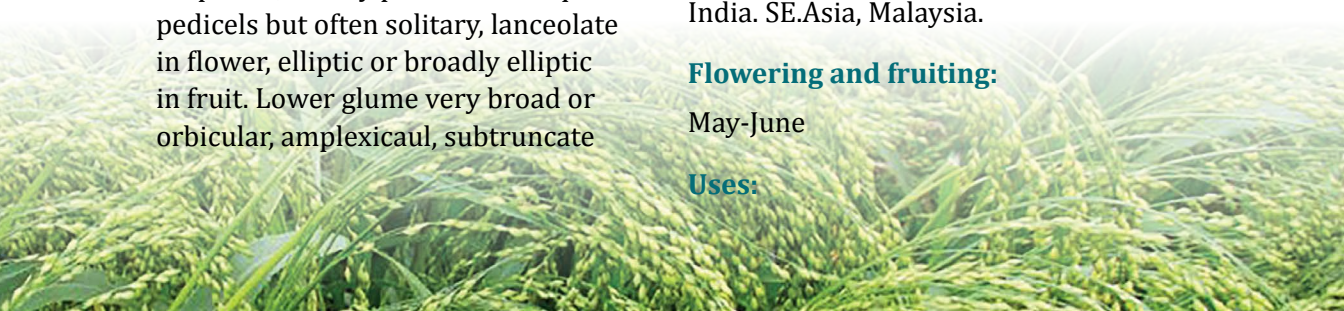 pedicels but often solitary, lanceolate
in flower, elliptic or broadly elliptic
in fruit. Lower glume very broad or
orbicular, amplexicaul, subtruncate
India. SE.Asia, Malaysia.
Flowering and fruiting:
May-June
Uses: